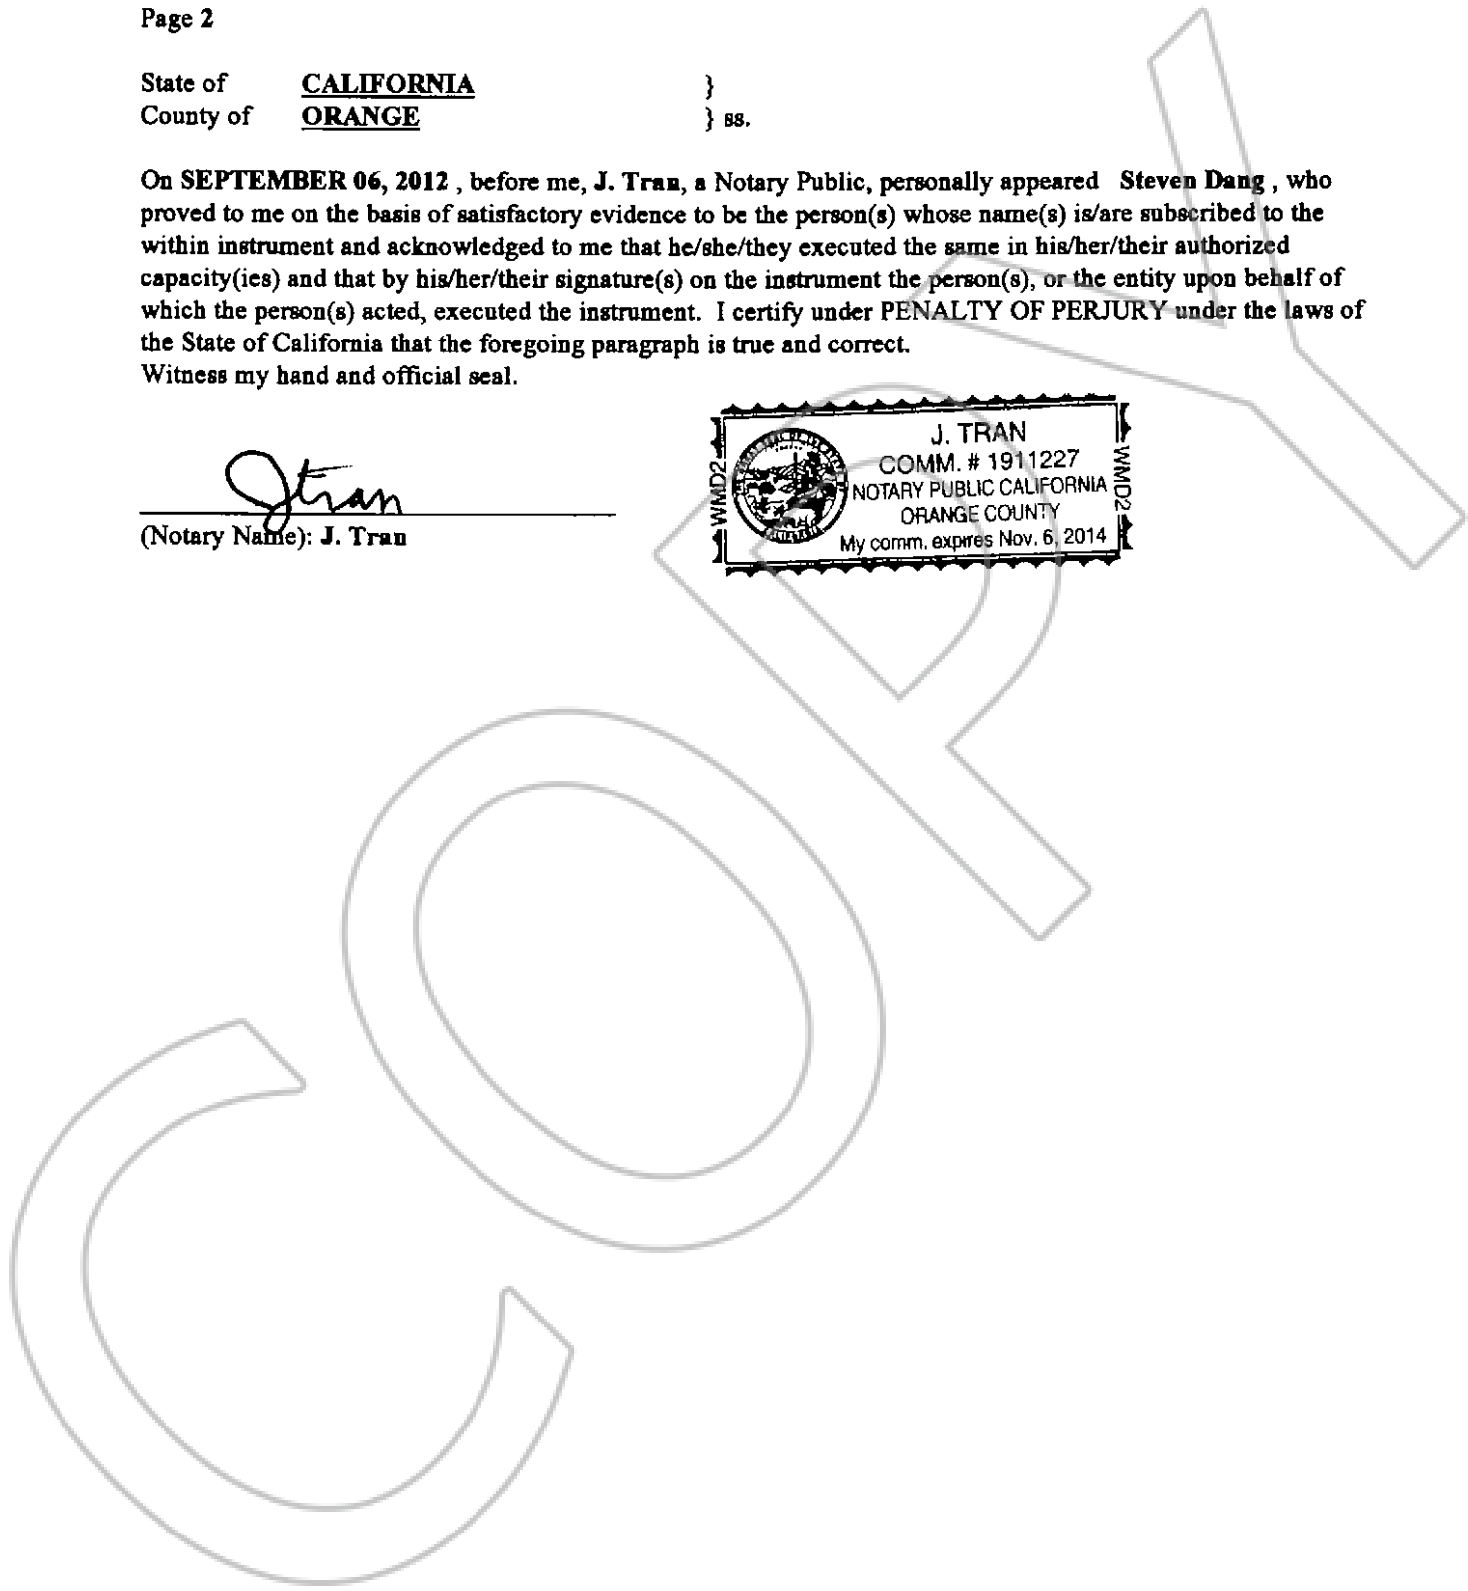 Page 2
State of CALIFORNIA }
County of ORANGE } ss.
On SEPTEMBER 06, 2012 , before me, J. Tran, a Notary Public, personally appeared Steven Dang , who
proved to me on the basis of satisfactory evidence to be the person(s) whose name(s) is/are subscribed to the
within instrument and acknowledged to me that he/she/they executed the same in his/her/their authorized
capacity(ies) and that by his/her/their signature(s) on the instrument the person(s), or the entity upon behalf of
which the person(s) acted, executed the instrument. I certify under PENALTY OF PERJURY under the laws of
the State of California that the foregoing paragraph is true and correct.
Witness my hand and official seal.
JTran
(Notary Name): J. Tran
WMD2
J. TRAN
COMM. # 1911227
NOTARY PUBLIC CALIFORNIA
ORANGE COUNTY
My comm. expires Nov. 6, 2014
WMD2
CALIFORNIA
COPY